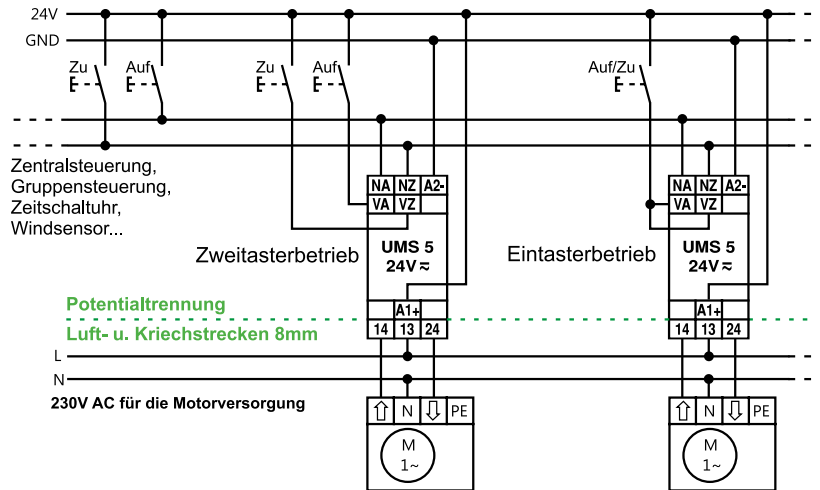 24V
GND
Zu Auf Zu Auf Auf/Zu
Zentralsteuerung,
Gruppensteuerung,
Zeitschaltuhr,
Windsensor...
NA NZ A2-
VA VZ
UMS 5
24V ≂
A1+
14 13 24
Zweitasterbetrieb
NA NZ A2-
VA VZ
UMS 5
24V ≂
A1+
14 13 24
Eintasterbetrieb
Potentialtrennung
Luft- u. Kriechstrecken 8mm
L
N
230V AC für die Motorversorgung
⇧ N ⇩ PE
M
1~
⇧ N ⇩ PE
M
1~